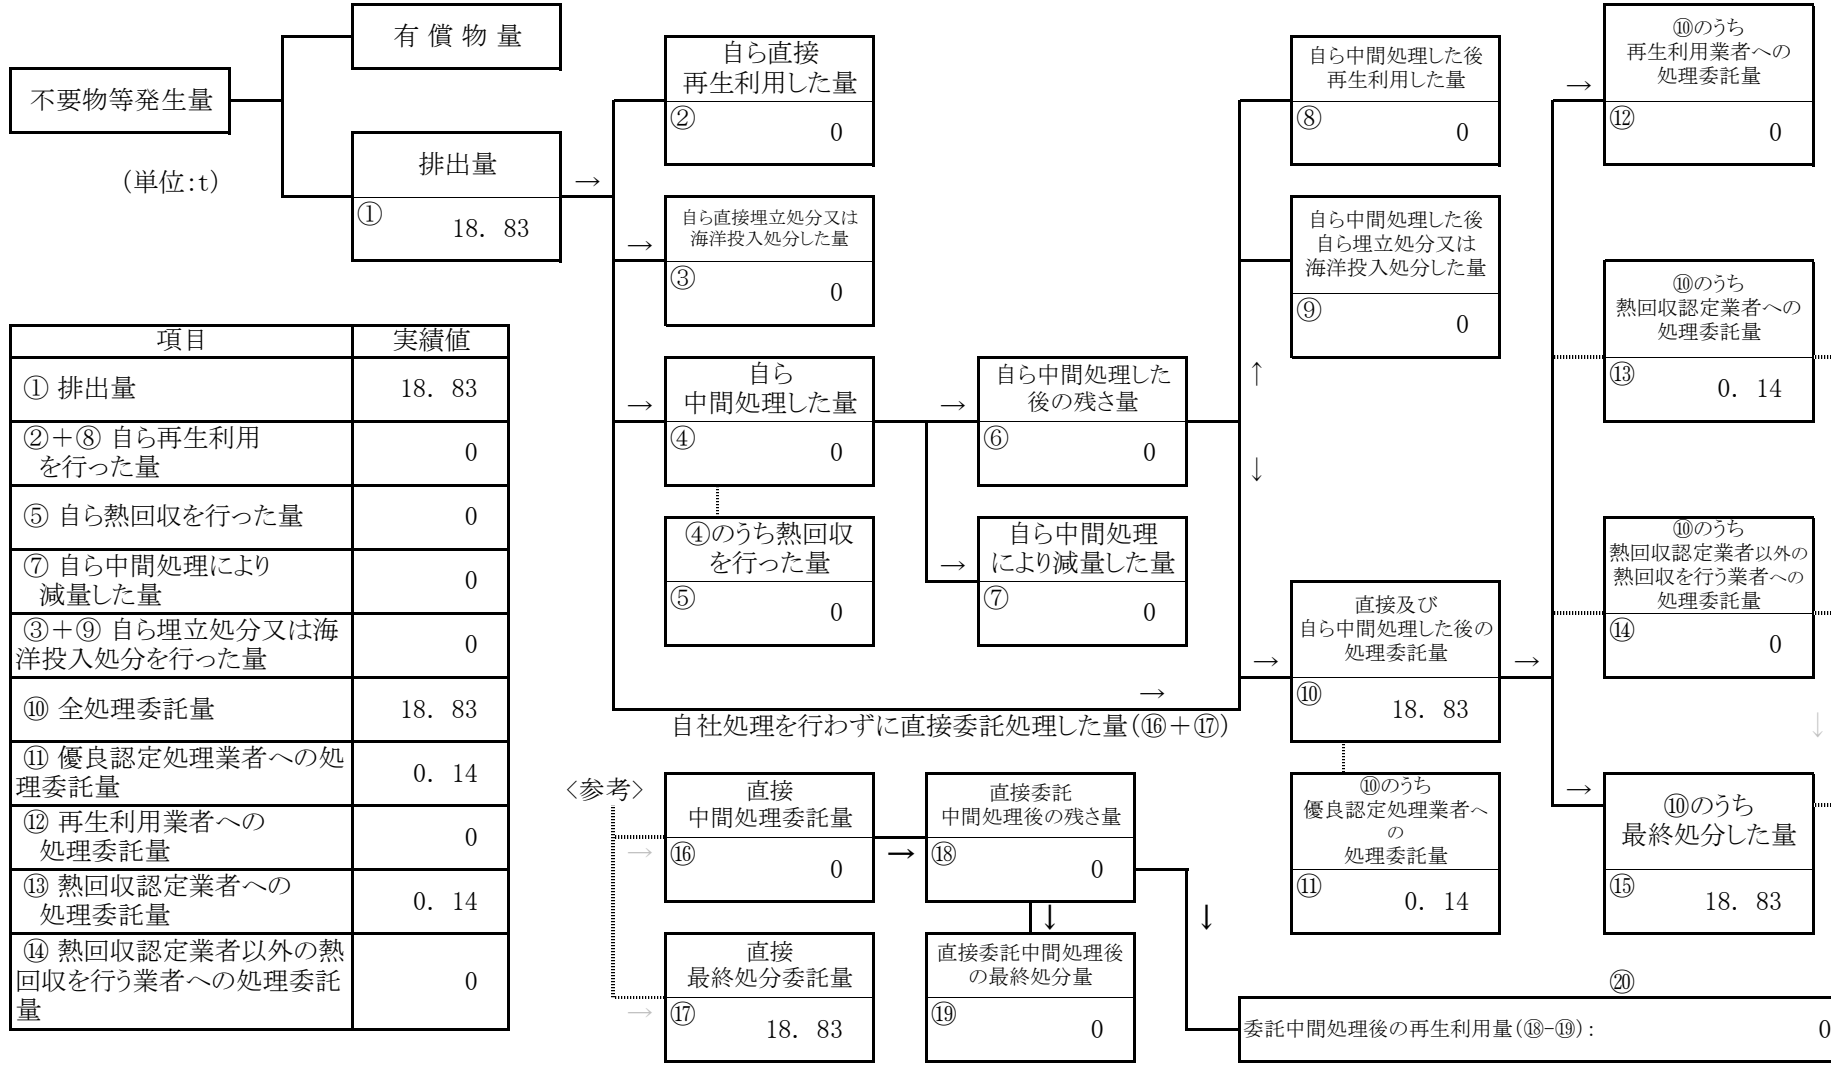 不要物等発生量
有 償 物 量
(単位:t)
排出量
①
18. 83
→
自ら直接
再生利用した量
②
0
→
自ら直接埋立処分又は
海洋投入処分した量
③
0
→
自ら
中間処理した量
④
0
④のうち熱回収
を行った量
⑤
0
→
自ら中間処理した
後の残さ量
⑥
0
→
自ら中間処理
により減量した量
⑦
0
↑
↓
自ら中間処理した後
再生利用した量
⑧
0
自ら中間処理した後
自ら埋立処分又は
海洋投入処分した量
⑨
0
→
自社処理を行わずに直接委託処理した量(⑯+⑰)
→
直接及び
自ら中間処理した後の
処理委託量
⑩
18. 83
⑩のうち
優良認定処理業者へ
の
処理委託量
⑪
0. 14
→
→
⑩のうち
再生利用業者への
処理委託量
⑫
0
⑩のうち
熱回収認定業者への
処理委託量
⑬
0. 14
⑩のうち
熱回収認定業者以外の
熱回収を行う業者への
処理委託量
⑭
0
↓
→
⑩のうち
最終処分した量
⑮
18. 83
項目 実績値
① 排出量 18. 83
②+⑧ 自ら再生利用
を行った量 0
⑤ 自ら熱回収を行った量 0
⑦ 自ら中間処理により
減量した量 0
③+⑨ 自ら埋立処分又は海
洋投入処分を行った量 0
⑩ 全処理委託量 18. 83
⑪ 優良認定処理業者への処
理委託量 0. 14
⑫ 再生利用業者への
処理委託量 0
⑬ 熱回収認定業者への
処理委託量 0. 14
⑭ 熱回収認定業者以外の熱
回収を行う業者への処理委託
量 0
〈参考〉
→
直接
中間処理委託量
⑯
0
→
直接委託
中間処理後の残さ量
⑱
0
↓
↓
→
直接
最終処分委託量
⑰
18. 83
直接委託中間処理後
の最終処分量
⑲
0
⑳
委託中間処理後の再生利用量(⑱-⑲): 0